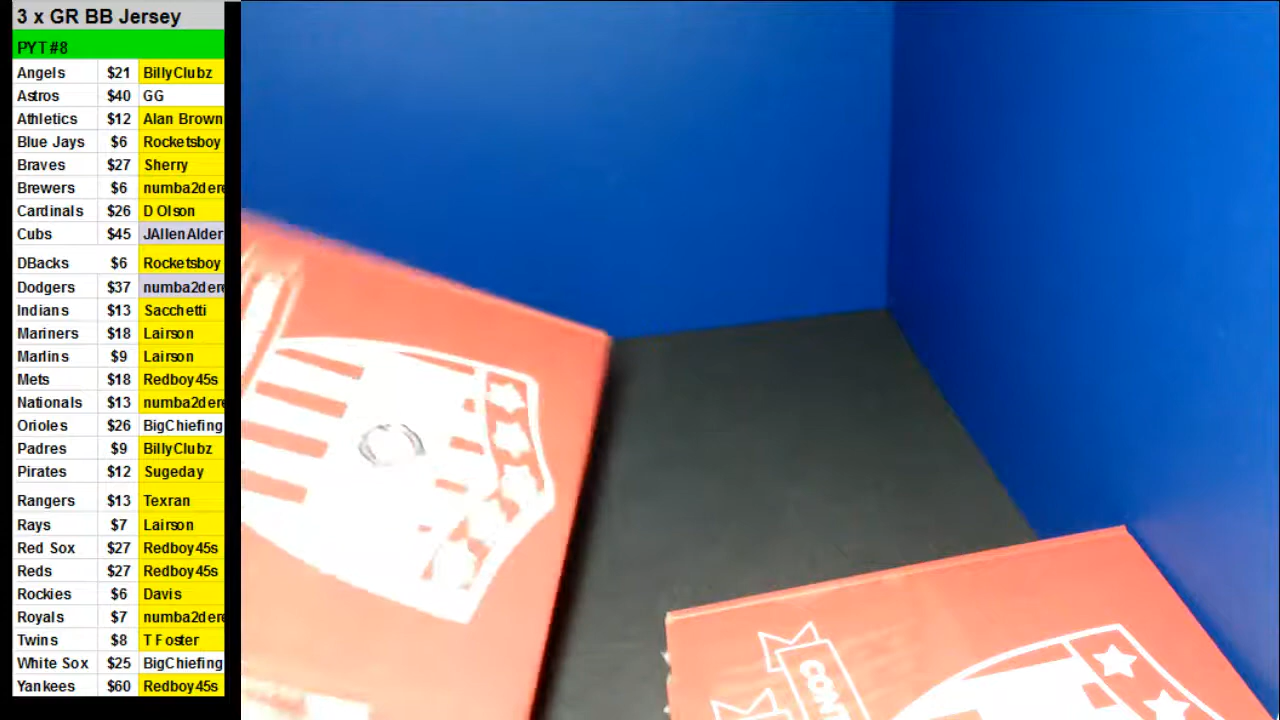 3 x GR BB Jersey
PYT #8
Angels $21 BillyClubz
Astros $40 GG
Athletics $12 Alan Brown
Blue Jays $6 Rocketsboy
Braves $27 Sherry
Brewers $6 numba2dere
Cardinals $26 D Olson
Cubs $45 JAllenAlder
DBacks $6 Rocketsboy
Dodgers $37 numba2dere
Indians $13 Sacchetti
Mariners $18 Lairson
Marlins $9 Lairson
Mets $18 Redboy45s
Nationals $13 numba2dere
Orioles $26 BigChiefing
Padres $9 BillyClubz
Pirates $12 Sugeday
Rangers $13 Texran
Rays $7 Lairson
Red Sox $27 Redboy45s
Reds $27 Redboy45s
Rockies $6 Davis
Royals $7 numba2dere
Twins $8 T Foster
White Sox $25 BigChiefing
Yankees $60 Redboy45s
CONT